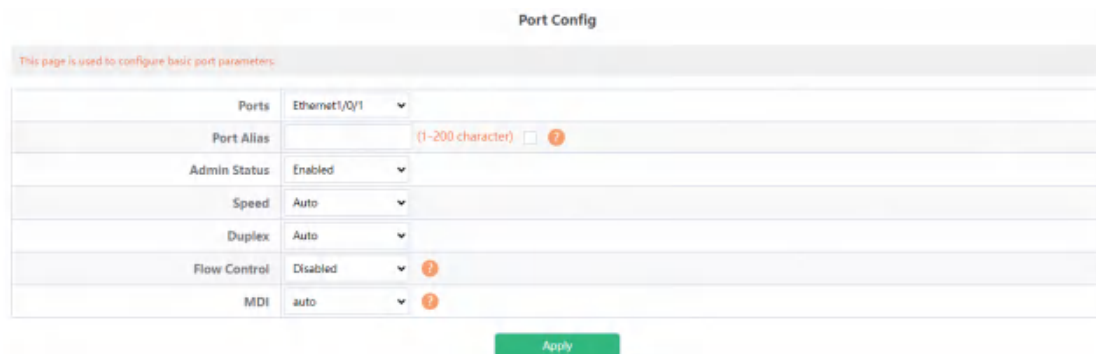 Port Config
This page is used to configure basic port parameters.
Ports Ethernet1/0/1
Port Alias (1-200 character) ?
Admin Status Enabled
Speed Auto
Duplex Auto
Flow Control Disabled ?
MDI auto ?
Apply